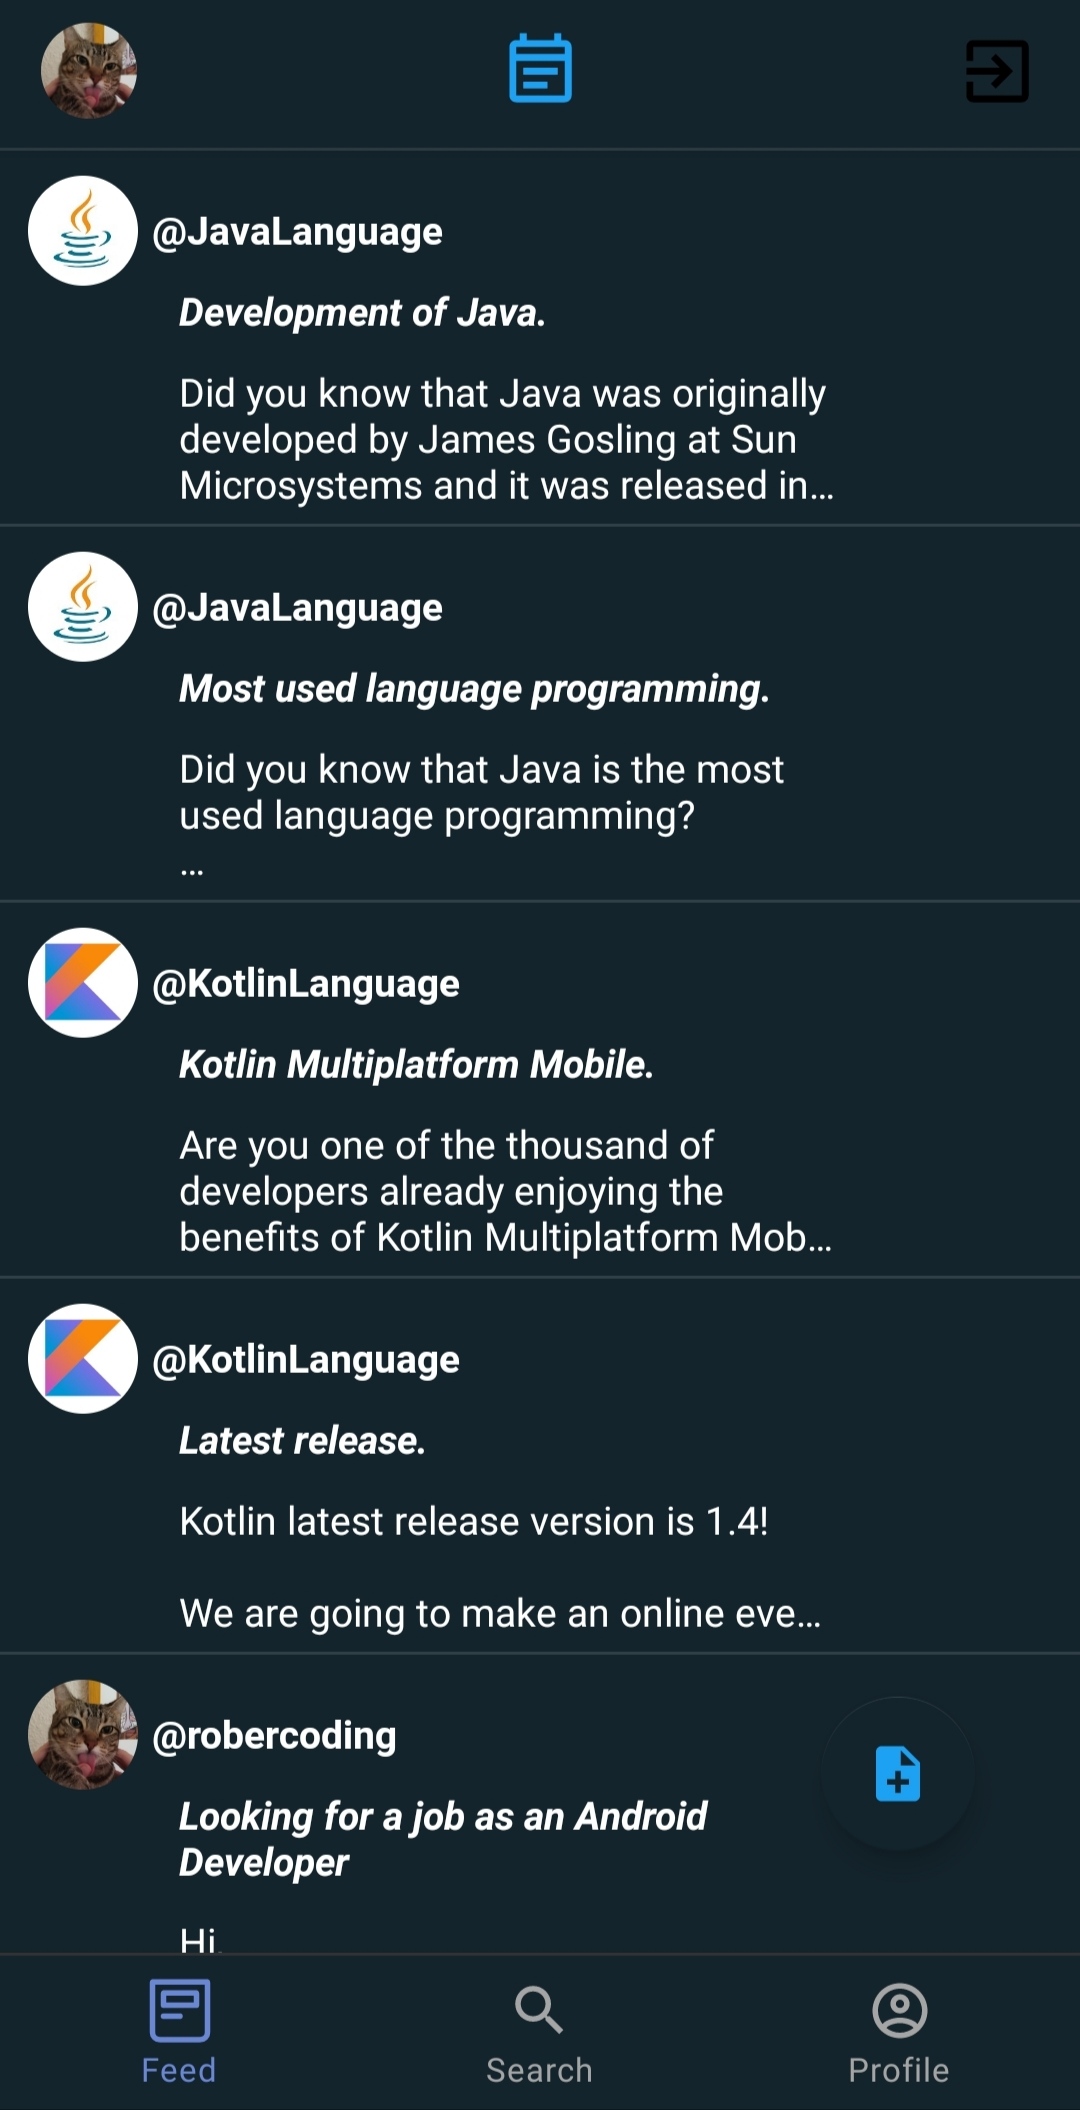 @JavaLanguage
Development of Java.
Did you know that Java was originally
developed by James Gosling at Sun
Microsystems and it was released in...
@JavaLanguage
Most used language programming.
Did you know that Java is the most
used language programming?
...
@KotlinLanguage
Kotlin Multiplatform Mobile.
Are you one of the thousand of
developers already enjoying the
benefits of Kotlin Multiplatform Mob...
@KotlinLanguage
Latest release.
Kotlin latest release version is 1.4!
We are going to make an online eve...
@robercoding
Looking for a job as an Android
Developer
Hi
Feed
Search
Profile